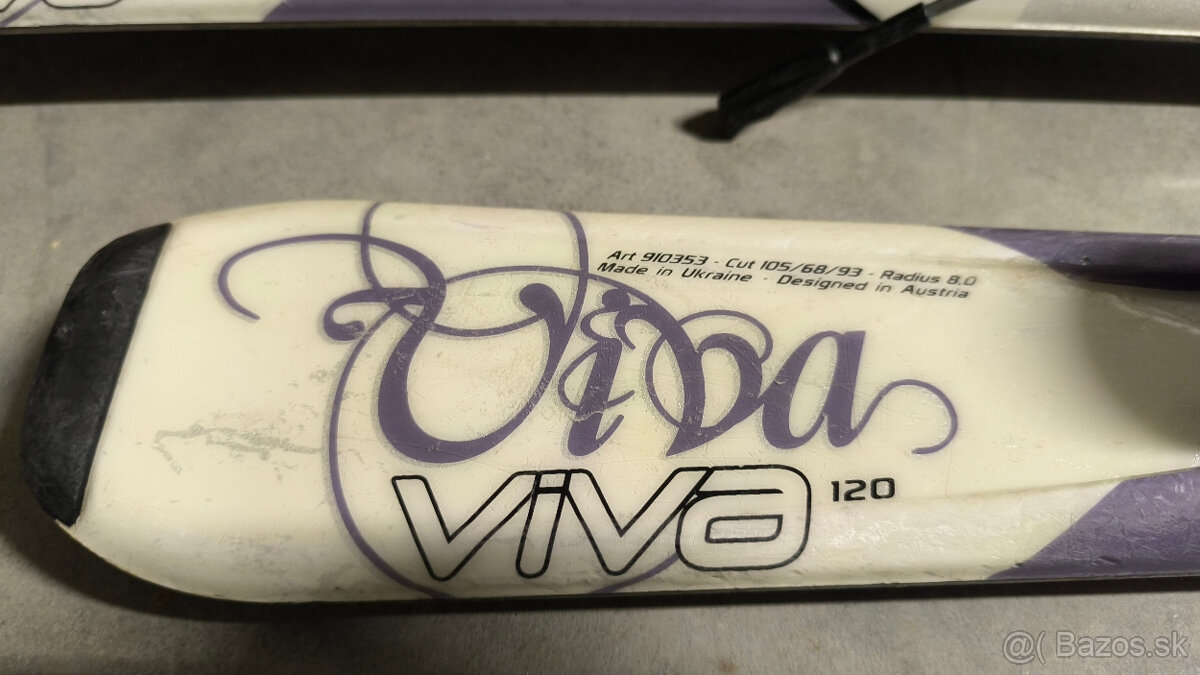 Art 910353 - Cut 105/68/93 - Radius 8.0
Made in Ukraine - Designed in Austria
Viva
VIVA 120
@( Bazos.sk